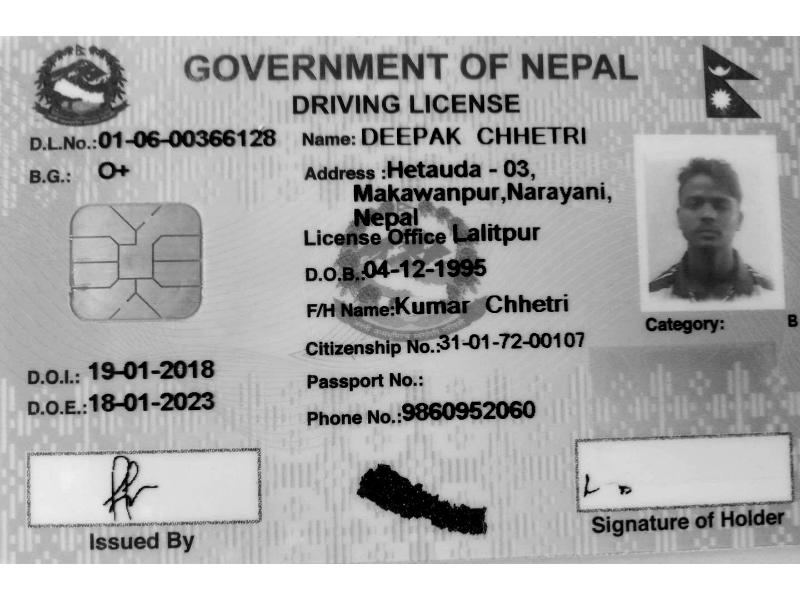 GOVERNMENT OF NEPAL
DRIVING LICENSE
D.L.No.:01-06-00366128
Name: DEEPAK CHHETRI
B.G.: O+
Address :Hetauda - 03,
Makawanpur,Narayani,
Nepal
License Office Lalitpur
D.O.B.:04-12-1995
F/H Name:Kumar Chhetri
Category: B
Citizenship No.:31-01-72-00107
D.O.I.: 19-01-2018
Passport No.:
D.O.E.:18-01-2023
Phone No.:9860952060
Issued By
Signature of Holder